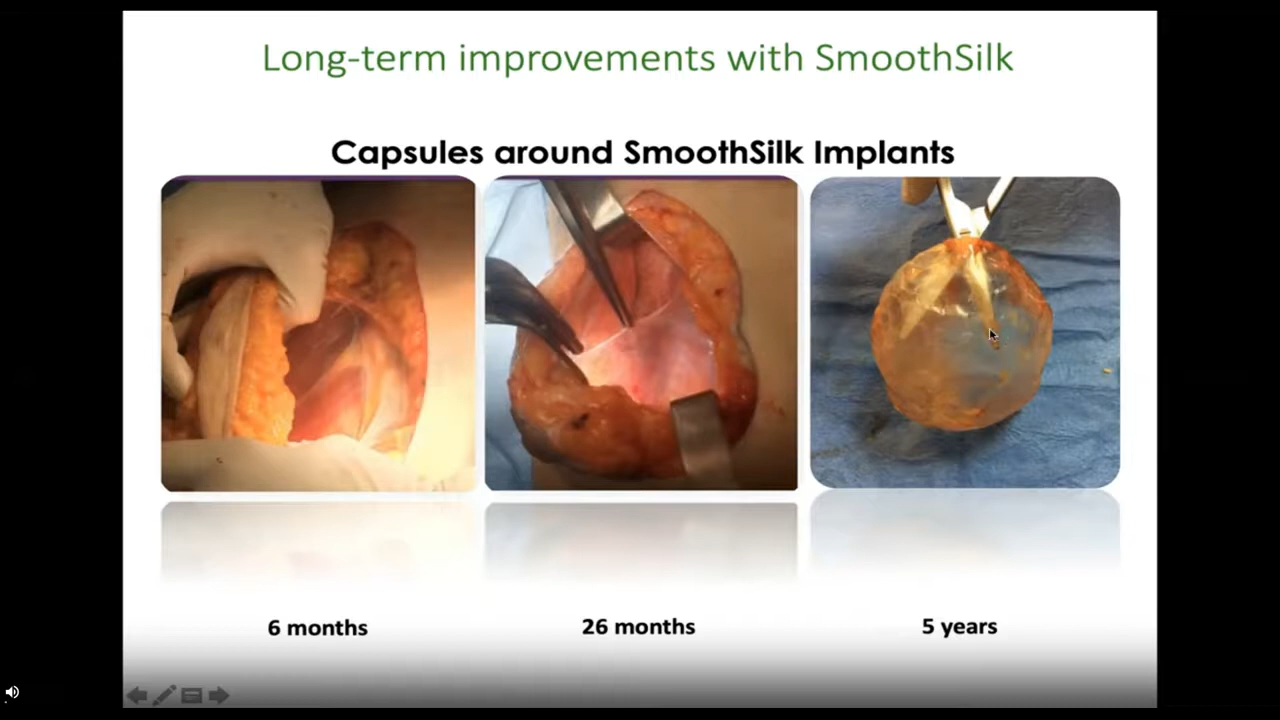 Long-term improvements with SmoothSilk
Capsules around SmoothSilk Implants
6 months
26 months
5 years